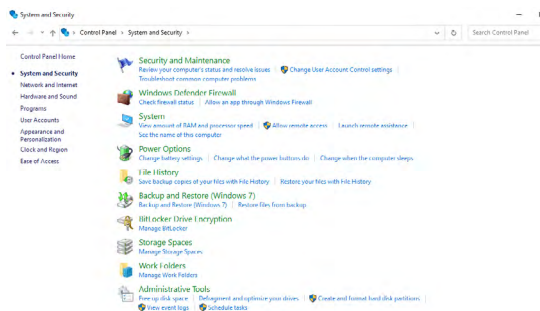 System and Security
Control Panel > System and Security >
Search Control Panel
Control Panel Home
System and Security
Network and Internet
Hardware and Sound
Programs
User Accounts
Appearance and
Personalization
Clock and Region
Ease of Access
Security and Maintenance
Review your computer's status and resolve issues | Change User Account Control settings |
Troubleshoot common computer problems
Windows Defender Firewall
Check firewall status | Allow an app through Windows Firewall
System
View amount of RAM and processor speed | Allow remote access | Launch remote assistance |
See the name of this computer
Power Options
Change battery settings | Change what the power buttons do | Change when the computer sleeps
File History
Save backup copies of your files with File History | Restore your files with File History
Backup and Restore (Windows 7)
Backup and Restore (Windows 7) | Restore files from backup
BitLocker Drive Encryption
Manage BitLocker
Storage Spaces
Manage Storage Spaces
Work Folders
Manage Work Folders
Administrative Tools
Free up disk space | Defragment and optimize your drives | Create and format hard disk partitions |
View event logs | Schedule tasks